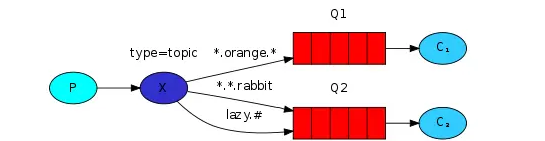 Q1
type=topic
*.orange.*
C₁
P
X
*.*.rabbit
Q2
lazy.#
C₂